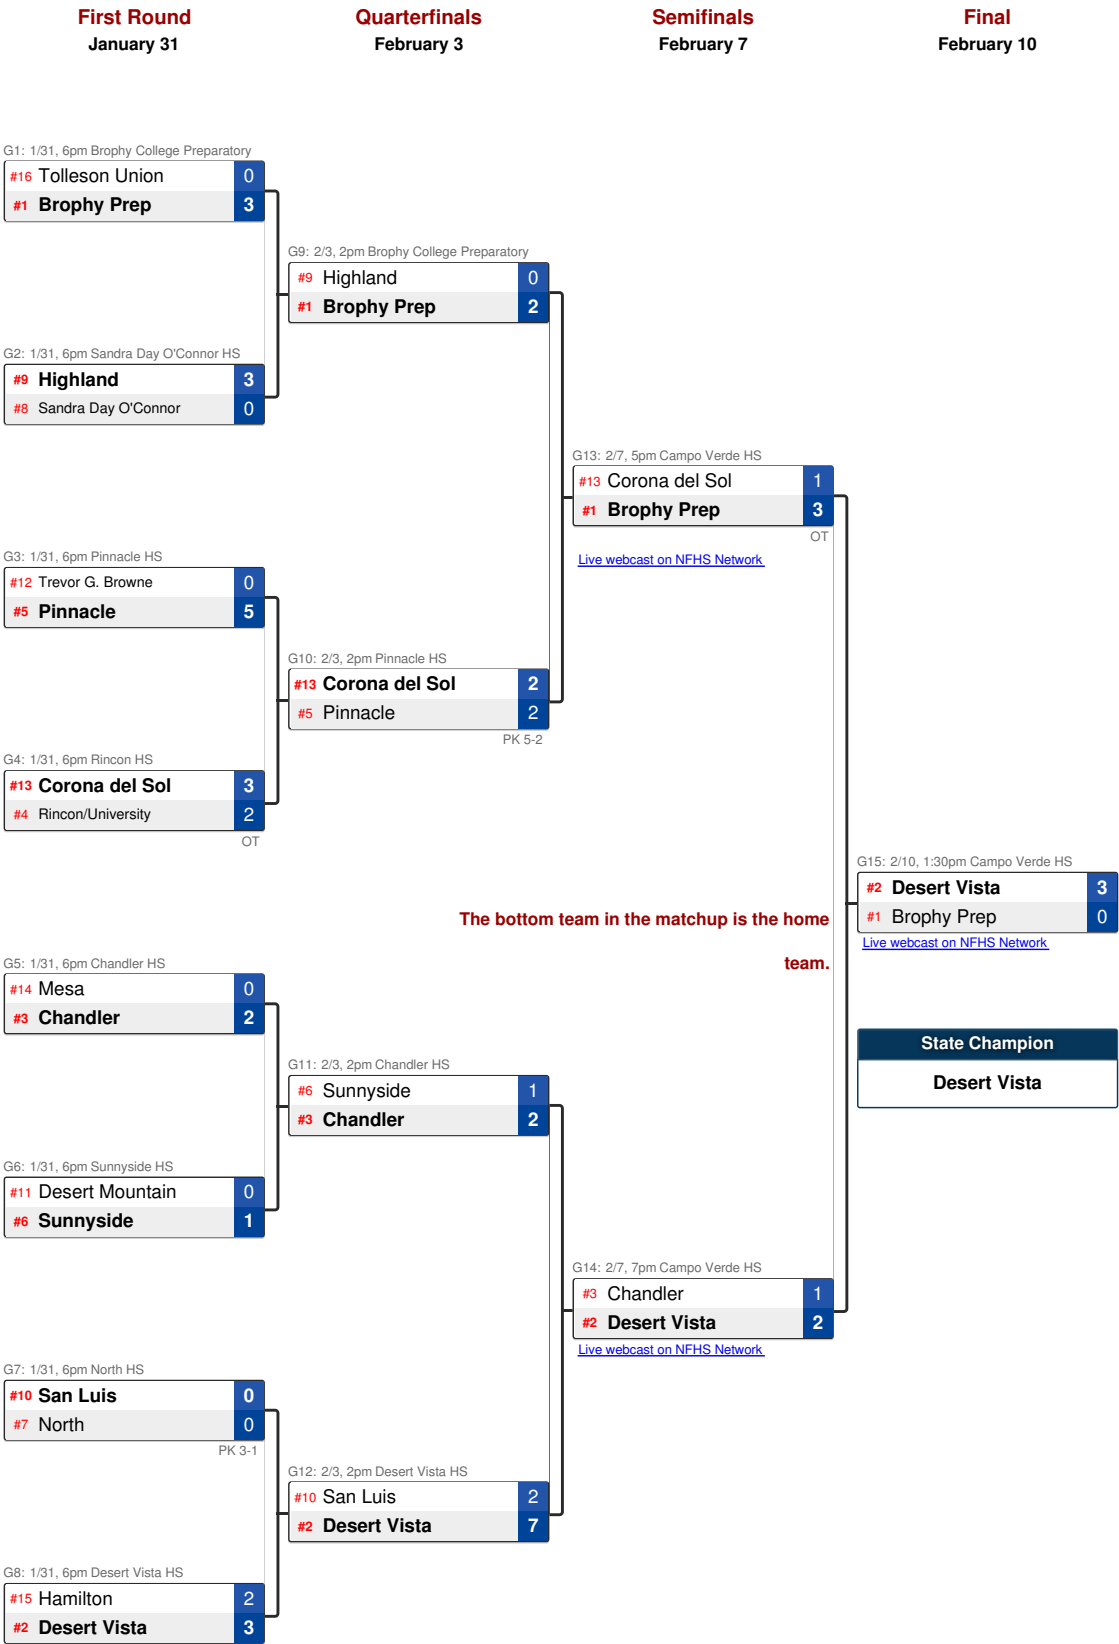 First Round
January 31
Quarterfinals
February 3
Semifinals
February 7
Final
February 10
G1: 1/31, 6pm Brophy College Preparatory
#16 Tolleson Union 0
#1 Brophy Prep 3
G2: 1/31, 6pm Sandra Day O'Connor HS
#9 Highland 3
#8 Sandra Day O'Connor 0
G3: 1/31, 6pm Pinnacle HS
#12 Trevor G. Browne 0
#5 Pinnacle 5
G4: 1/31, 6pm Rincon HS
#13 Corona del Sol 3
#4 Rincon/University 2
OT
G5: 1/31, 6pm Chandler HS
#14 Mesa 0
#3 Chandler 2
G6: 1/31, 6pm Sunnyside HS
#11 Desert Mountain 0
#6 Sunnyside 1
G7: 1/31, 6pm North HS
#10 San Luis 0
#7 North 0
PK 3-1
G8: 1/31, 6pm Desert Vista HS
#15 Hamilton 2
#2 Desert Vista 3
G9: 2/3, 2pm Brophy College Preparatory
#9 Highland 0
#1 Brophy Prep 2
G10: 2/3, 2pm Pinnacle HS
#13 Corona del Sol 2
#5 Pinnacle 2
PK 5-2
G11: 2/3, 2pm Chandler HS
#6 Sunnyside 1
#3 Chandler 2
G12: 2/3, 2pm Desert Vista HS
#10 San Luis 2
#2 Desert Vista 7
G13: 2/7, 5pm Campo Verde HS
#13 Corona del Sol 1
#1 Brophy Prep 3
OT
Live webcast on NFHS Network
The bottom team in the matchup is the home
team.
G14: 2/7, 7pm Campo Verde HS
#3 Chandler 1
#2 Desert Vista 2
Live webcast on NFHS Network
G15: 2/10, 1:30pm Campo Verde HS
#2 Desert Vista 3
#1 Brophy Prep 0
Live webcast on NFHS Network
State Champion
Desert Vista